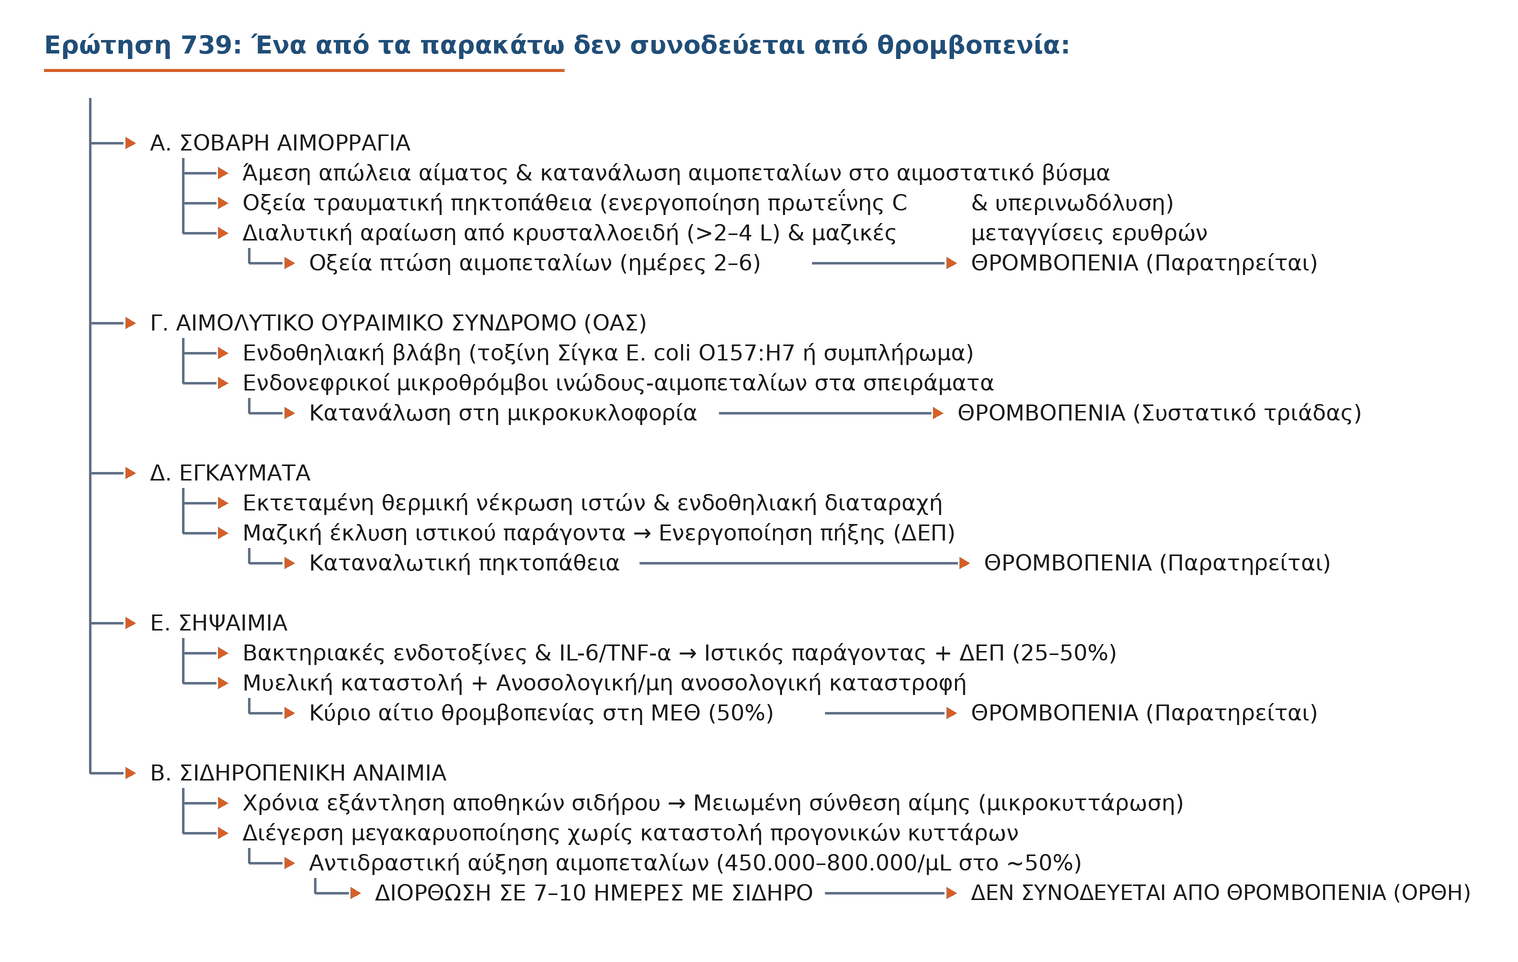 Ερώτηση 739: Ένα από τα παρακάτω δεν συνοδεύεται από θρομβοπενία:
Α. ΣΟΒΑΡΗ ΑΙΜΟΡΡΑΓΙΑ
Άμεση απώλεια αίματος & κατανάλωση αιμοπεταλίων στο αιμοστατικό βύσμα
Οξεία τραυματική πηκτοπάθεια (ενεργοποίηση πρωτεΐνης C & υπερινωδόλυση)
Διαλυτική αραίωση από κρυσταλλοειδή (>2–4 L) & μαζικές μεταγγίσεις ερυθρών
Οξεία πτώση αιμοπεταλίων (ημέρες 2–6) ΘΡΟΜΒΟΠΕΝΙΑ (Παρατηρείται)
Γ. ΑΙΜΟΛΥΤΙΚΟ ΟΥΡΑΙΜΙΚΟ ΣΥΝΔΡΟΜΟ (ΟΑΣ)
Ενδοθηλιακή βλάβη (τοξίνη Σίγκα E. coli O157:H7 ή συμπλήρωμα)
Ενδονεφρικοί μικροθρόμβοι ινώδους-αιμοπεταλίων στα σπειράματα
Κατανάλωση στη μικροκυκλοφορία ΘΡΟΜΒΟΠΕΝΙΑ (Συστατικό τριάδας)
Δ. ΕΓΚΑΥΜΑΤΑ
Εκτεταμένη θερμική νέκρωση ιστών & ενδοθηλιακή διαταραχή
Μαζική έκλυση ιστικού παράγοντα → Ενεργοποίηση πήξης (ΔΕΠ)
Καταναλωτική πηκτοπάθεια ΘΡΟΜΒΟΠΕΝΙΑ (Παρατηρείται)
Ε. ΣΗΨΑΙΜΙΑ
Βακτηριακές ενδοτοξίνες & IL-6/TNF-α → Ιστικός παράγοντας + ΔΕΠ (25–50%)
Μυελική καταστολή + Ανοσολογική/μη ανοσολογική καταστροφή
Κύριο αίτιο θρομβοπενίας στη ΜΕΘ (50%) ΘΡΟΜΒΟΠΕΝΙΑ (Παρατηρείται)
Β. ΣΙΔΗΡΟΠΕΝΙΚΗ ΑΝΑΙΜΙΑ
Χρόνια εξάντληση αποθηκών σιδήρου → Μειωμένη σύνθεση αίμης (μικροκυττάρωση)
Διέγερση μεγακαρυοποίησης χωρίς καταστολή προγονικών κυττάρων
Αντιδραστική αύξηση αιμοπεταλίων (450.000–800.000/μL στο ~50%)
ΔΙΟΡΘΩΣΗ ΣΕ 7–10 ΗΜΕΡΕΣ ΜΕ ΣΙΔΗΡΟ ΔΕΝ ΣΥΝΟΔΕΥΕΤΑΙ ΑΠΟ ΘΡΟΜΒΟΠΕΝΙΑ (ΟΡΘΗ)